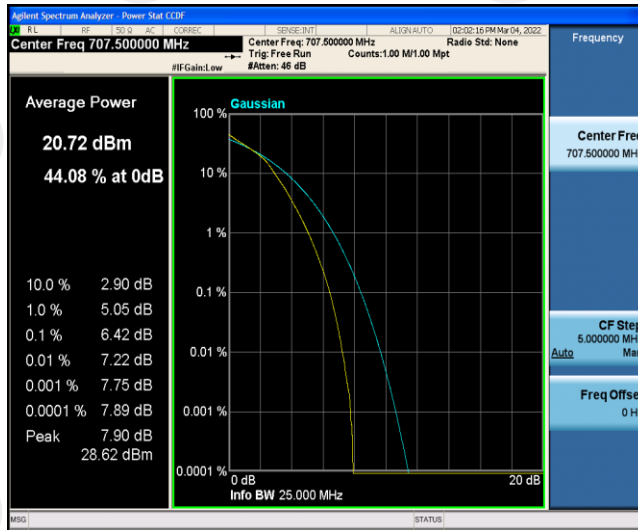 Agilent Spectrum Analyzer - Power Stat CCDF
RL RF 50 Ω AC CORREC SENSE:INT ALIGN AUTO 02:02:16 PM Mar 04, 2022
Center Freq 707.500000 MHz
Center Freq: 707.500000 MHz Radio Std: None
Trig: Free Run Counts:1.00 M/1.00 Mpt
#IFGain:Low #Atten: 46 dB
Frequency
Average Power
20.72 dBm
44.08 % at 0dB
10.0 % 2.90 dB
1.0 % 5.05 dB
0.1 % 6.42 dB
0.01 % 7.22 dB
0.001 % 7.75 dB
0.0001 % 7.89 dB
Peak 7.90 dB
28.62 dBm
Gaussian
100 %
10 %
1 %
0.1 %
0.01 %
0.001 %
0.0001 %
0 dB 20 dB
Info BW 25.000 MHz
Center Fre
707.500000 MH
CF Step
5.000000 MH
Auto Ma
Freq Offse
0 H
MSG STATUS